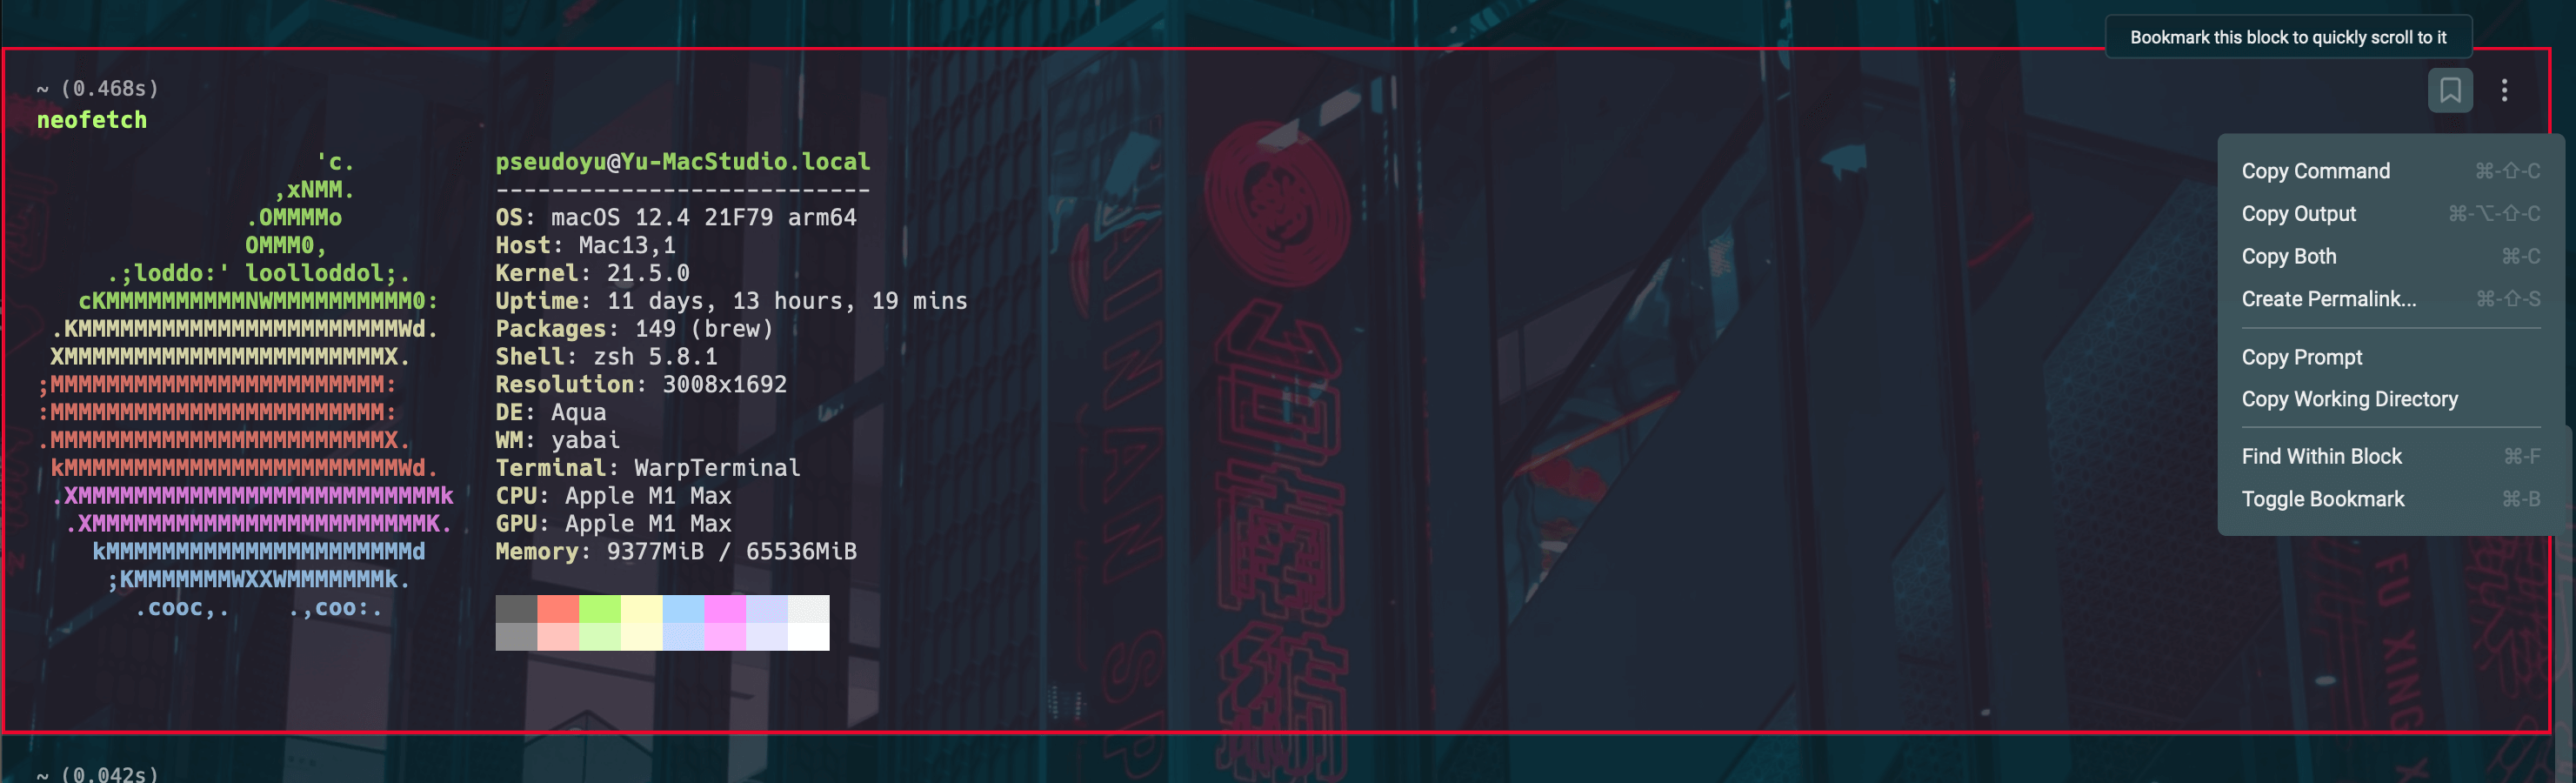 Bookmark this block to quickly scroll to it
~ (0.468s)
neofetch
'c.
,xNMM.
.OMMMMo
OMMM0,
.;loddo:' loolloddol;.
cKMMMMMMMMMMNWMMMMMMMMMM0:
.KMMMMMMMMMMMMMMMMMMMMMMMWd.
XMMMMMMMMMMMMMMMMMMMMMMMX.
;MMMMMMMMMMMMMMMMMMMMMMMM:
:MMMMMMMMMMMMMMMMMMMMMMMM:
.MMMMMMMMMMMMMMMMMMMMMMMMX.
kMMMMMMMMMMMMMMMMMMMMMMMMWd.
.XMMMMMMMMMMMMMMMMMMMMMMMMMMk
.XMMMMMMMMMMMMMMMMMMMMMMMMK.
kMMMMMMMMMMMMMMMMMMMMMMd
;KMMMMMMMWXXWMMMMMMMk.
.cooc,.    .,coo:.
pseudoyu@Yu-MacStudio.local
---------------------------
OS: macOS 12.4 21F79 arm64
Host: Mac13,1
Kernel: 21.5.0
Uptime: 11 days, 13 hours, 19 mins
Packages: 149 (brew)
Shell: zsh 5.8.1
Resolution: 3008x1692
DE: Aqua
WM: yabai
Terminal: WarpTerminal
CPU: Apple M1 Max
GPU: Apple M1 Max
Memory: 9377MiB / 65536MiB
Copy Command ⌘-⇧-C
Copy Output ⌘-⌥-⇧-C
Copy Both ⌘-C
Create Permalink... ⌘-⇧-S
Copy Prompt
Copy Working Directory
Find Within Block ⌘-F
Toggle Bookmark ⌘-B
FU XING
~ (0.042s)